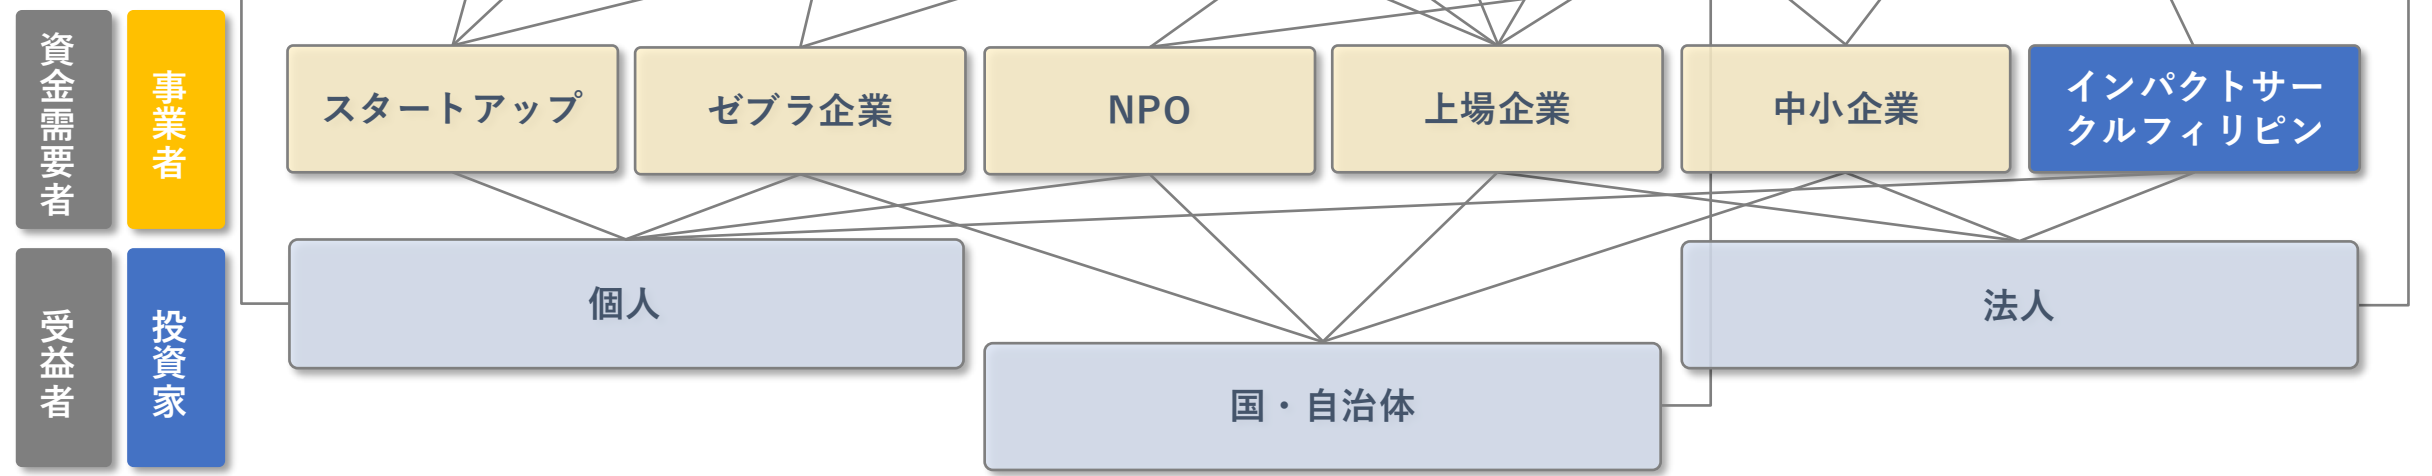 資金需要者
事業者
スタートアップ
ゼブラ企業
NPO
上場企業
中小企業
インパクトサー
クルフィリピン
受益者
投資家
個人
法人
国・自治体